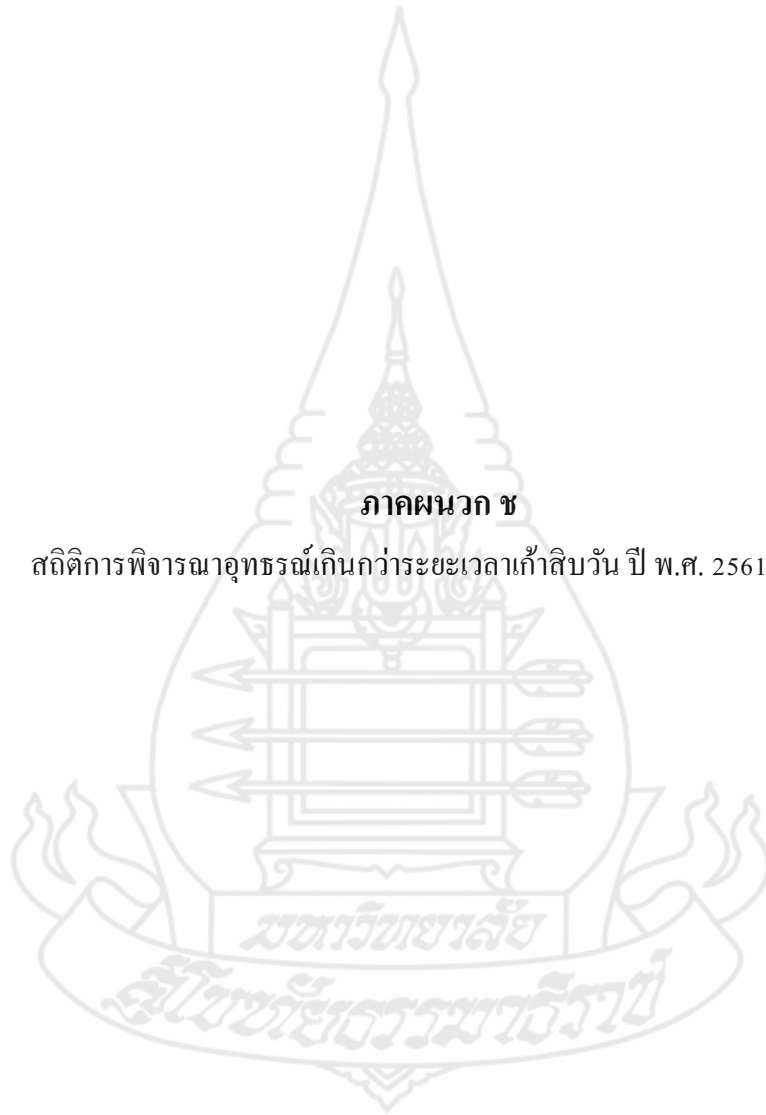 ภาคผนวก ช
สถิติการพิจารณาอุทธรณ์เกินกว่าระยะเวลาเก้าสิบวัน ปี พ.ศ. 2561
มหาวิทยาลัย
สุโขทัยธรรมาธิราช